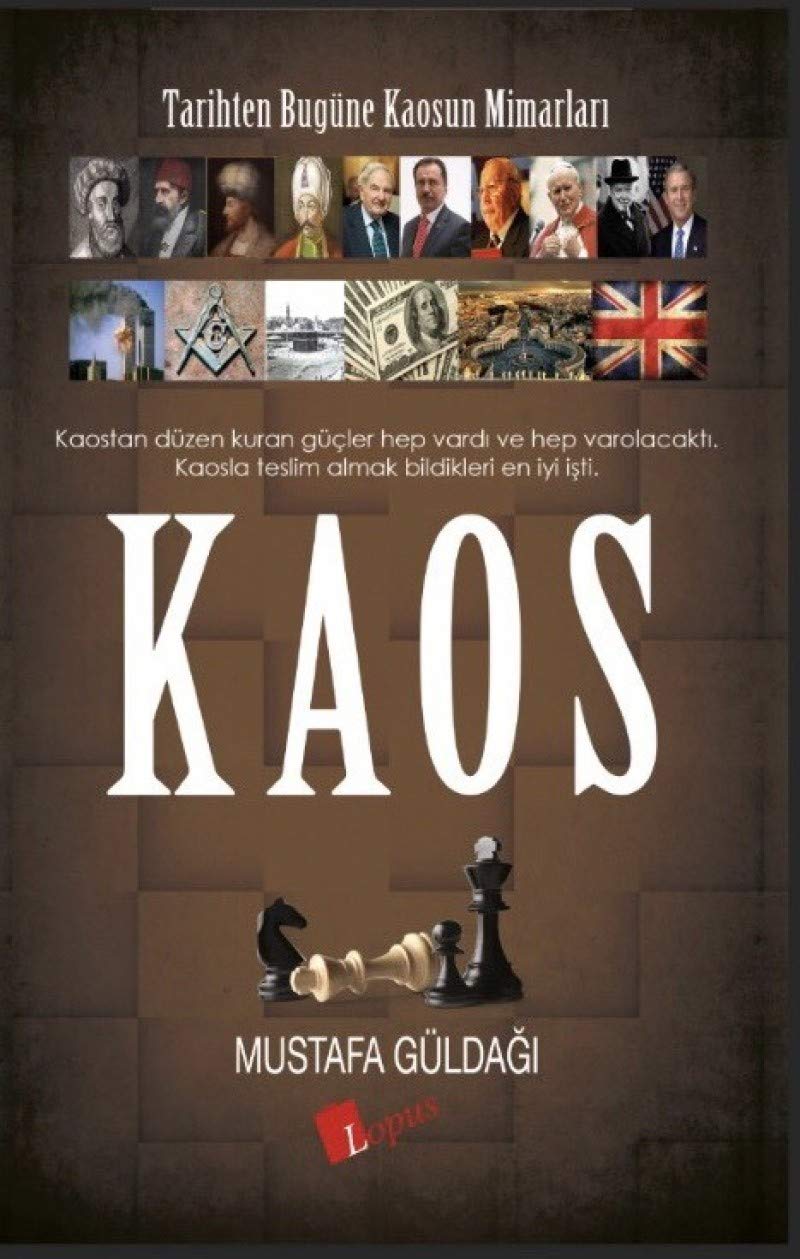 Tarihten Bugüne Kaosun Mimarları
Kaostan düzen kuran güçler hep vardı ve hep varolacaktı.
Kaosla teslim almak bildikleri en iyi işti.
KAOS
MUSTAFA GÜLDAĞI
Lopus